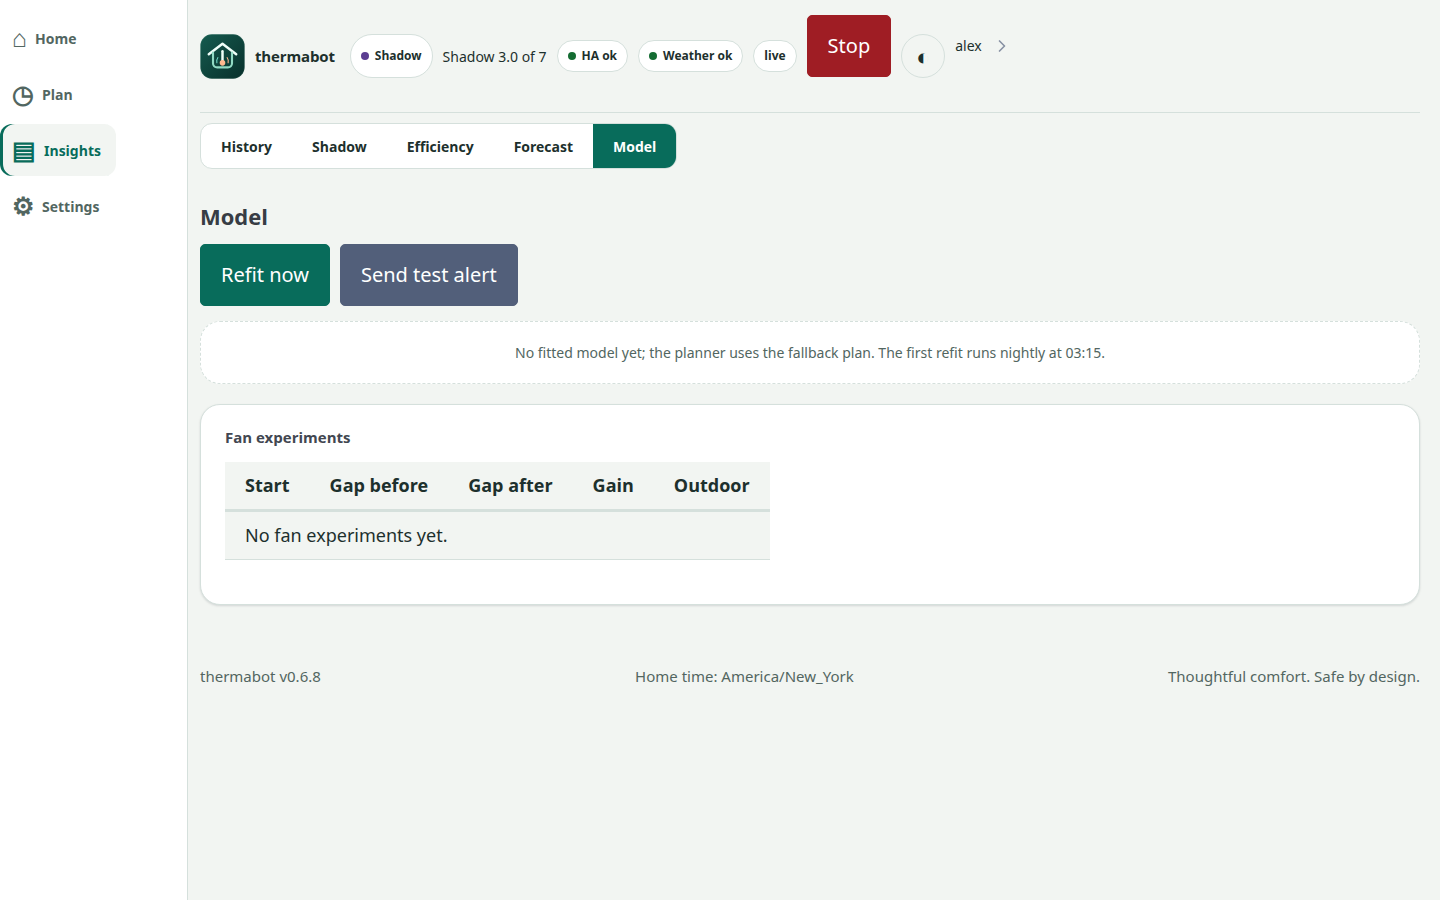 Home
Plan
Insights
Settings
thermabot
Shadow
Shadow 3.0 of 7
HA ok
Weather ok
live
Stop
alex
History
Shadow
Efficiency
Forecast
Model
Model
Refit now
Send test alert
No fitted model yet; the planner uses the fallback plan. The first refit runs nightly at 03:15.
Fan experiments
Start
Gap before
Gap after
Gain
Outdoor
No fan experiments yet.
thermabot v0.6.8
Home time: America/New_York
Thoughtful comfort. Safe by design.